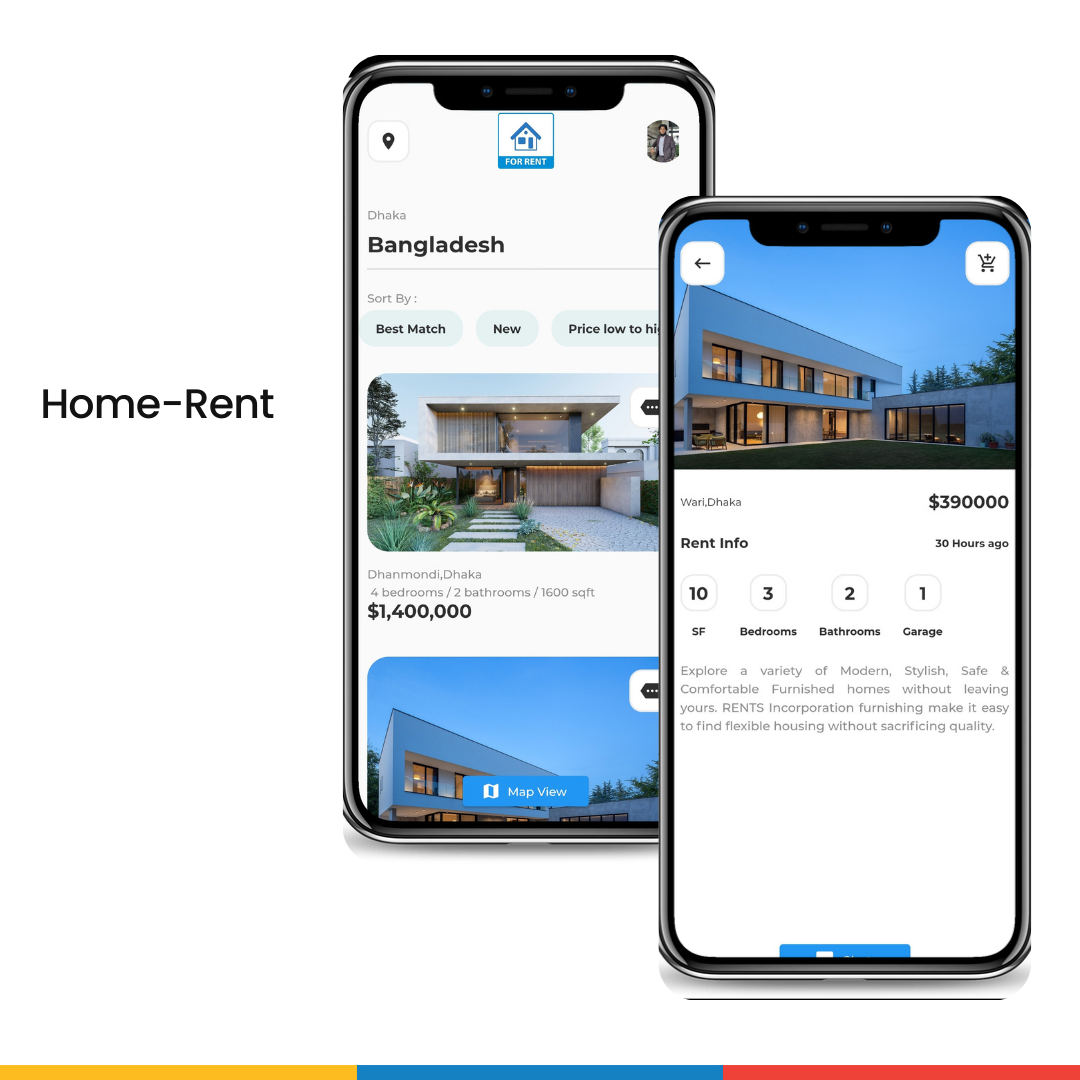 Home-Rent
FOR RENT
Dhaka
Bangladesh
Sort By :
Best Match
New
Price low to
Dhanmondi,Dhaka
4 bedrooms / 2 bathrooms / 1600 sqft
$1,400,000
Map View
Wari,Dhaka
$390000
Rent Info
30 Hours ago
10
3
2
1
SF
Bedrooms
Bathrooms
Garage
Explore a variety of Modern, Stylish, Safe &
Comfortable Furnished homes without leaving
yours. RENTS Incorporation furnishing make it easy
to find flexible housing without sacrificing quality.